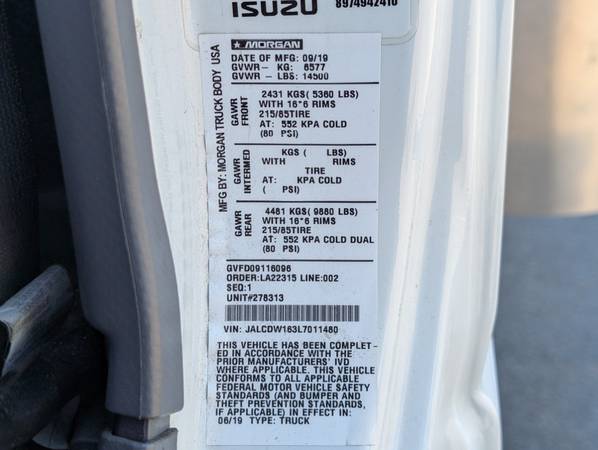 ISUZU 8974942410
MORGAN
MFG BY: MORGAN TRUCK BODY USA
DATE OF MFG: 09/19
GVWR- KG: 6577
GVWR - LBS: 14500
GAWR FRONT
2431 KGS( 5360 LBS)
WITH 16*6 RIMS
215/85TIRE
AT: 552 KPA COLD
(80 PSI)
GAWR INTERMED
KGS( LBS)
WITH RIMS
TIRE
AT: KPA COLD
( PSI)
GAWR REAR
4481 KGS( 9880 LBS)
WITH 16*6 RIMS
215/85TIRE
AT: 552 KPA COLD DUAL
(80 PSI)
GVFD09116096
ORDER:LA22315 LINE:002
SEQ:1
UNIT#278313
VIN: JALCDW163L7011480
THIS VEHICLE HAS BEEN COMPLET-
ED IN ACCORDANCE WITH THE
PRIOR MANUFACTURERS' IVD
WHERE APPLICABLE. THIS VEHICLE
CONFORMS TO ALL APPLICABLE
FEDERAL MOTOR VEHICLE SAFETY
STANDARDS (AND BUMPER AND
THEFT PREVENTION STANDARDS,
IF APPLICABLE) IN EFFECT IN:
06/19 TYPE: TRUCK